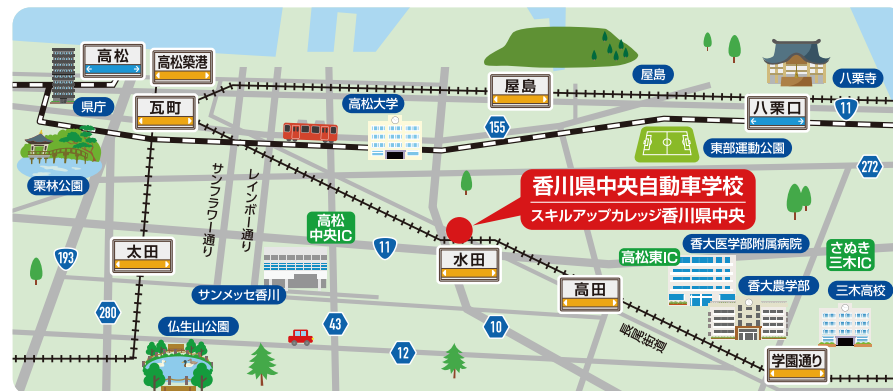 高松
高松築港
県庁
瓦町
栗林公園
高松大学
屋島
155
屋島
八栗寺
八栗口
11
東部運動公園
272
香川県中央自動車学校
スキルアップカレッジ香川県中央
サンフラワー通り
レインボー通り
高松
中央IC
11
193
太田
水田
サンメッセ香川
280
仏生山公園
43
12
10
高田
長尾街道
高松東IC
香大医学部附属病院
香大農学部
さぬき
三木IC
三木高校
学園通り